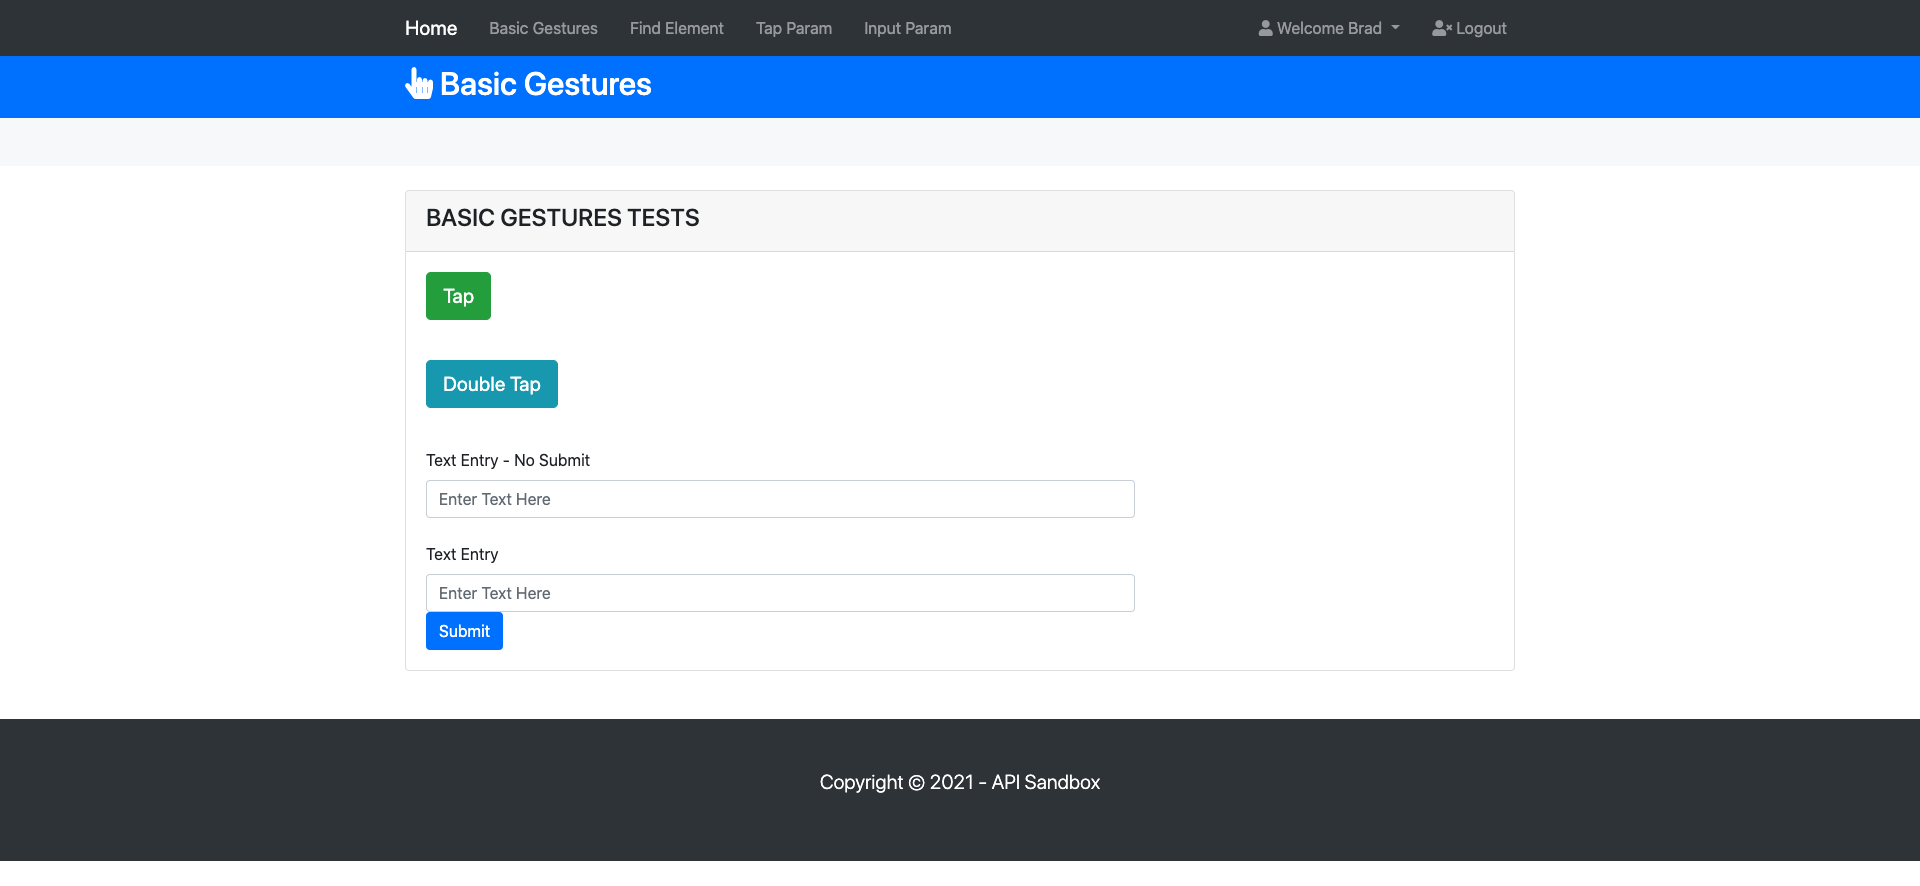 Home Basic Gestures Find Element Tap Param Input Param Welcome Brad Logout
Basic Gestures
BASIC GESTURES TESTS
Tap
Double Tap
Text Entry - No Submit
Enter Text Here
Text Entry
Enter Text Here
Submit
Copyright © 2021 - API Sandbox